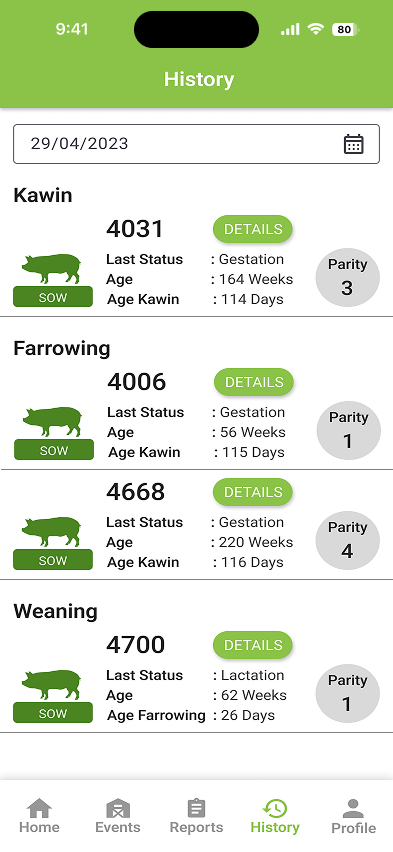 9:41
80
History
29/04/2023
Kawin
4031 DETAILS
Last Status : Gestation
Age : 164 Weeks
Age Kawin : 114 Days
SOW
Parity
3
Farrowing
4006 DETAILS
Last Status : Gestation
Age : 56 Weeks
Age Kawin : 115 Days
SOW
Parity
1
4668 DETAILS
Last Status : Gestation
Age : 220 Weeks
Age Kawin : 116 Days
SOW
Parity
4
Weaning
4700 DETAILS
Last Status : Lactation
Age : 62 Weeks
Age Farrowing : 26 Days
SOW
Parity
1
Home Events Reports History Profile